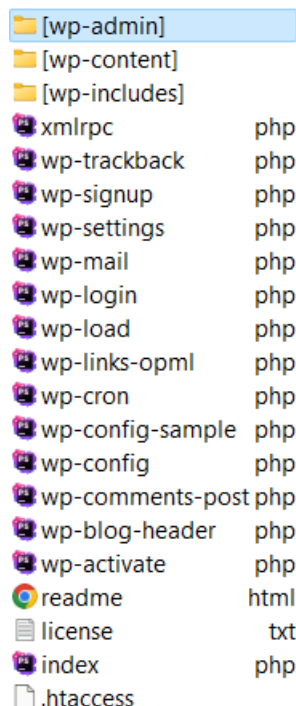 [wp-admin]
[wp-content]
[wp-includes]
xmlrpc php
wp-trackback php
wp-signup php
wp-settings php
wp-mail php
wp-login php
wp-load php
wp-links-opml php
wp-cron php
wp-config-sample php
wp-config php
wp-comments-post php
wp-blog-header php
wp-activate php
readme html
license txt
index php
.htaccess